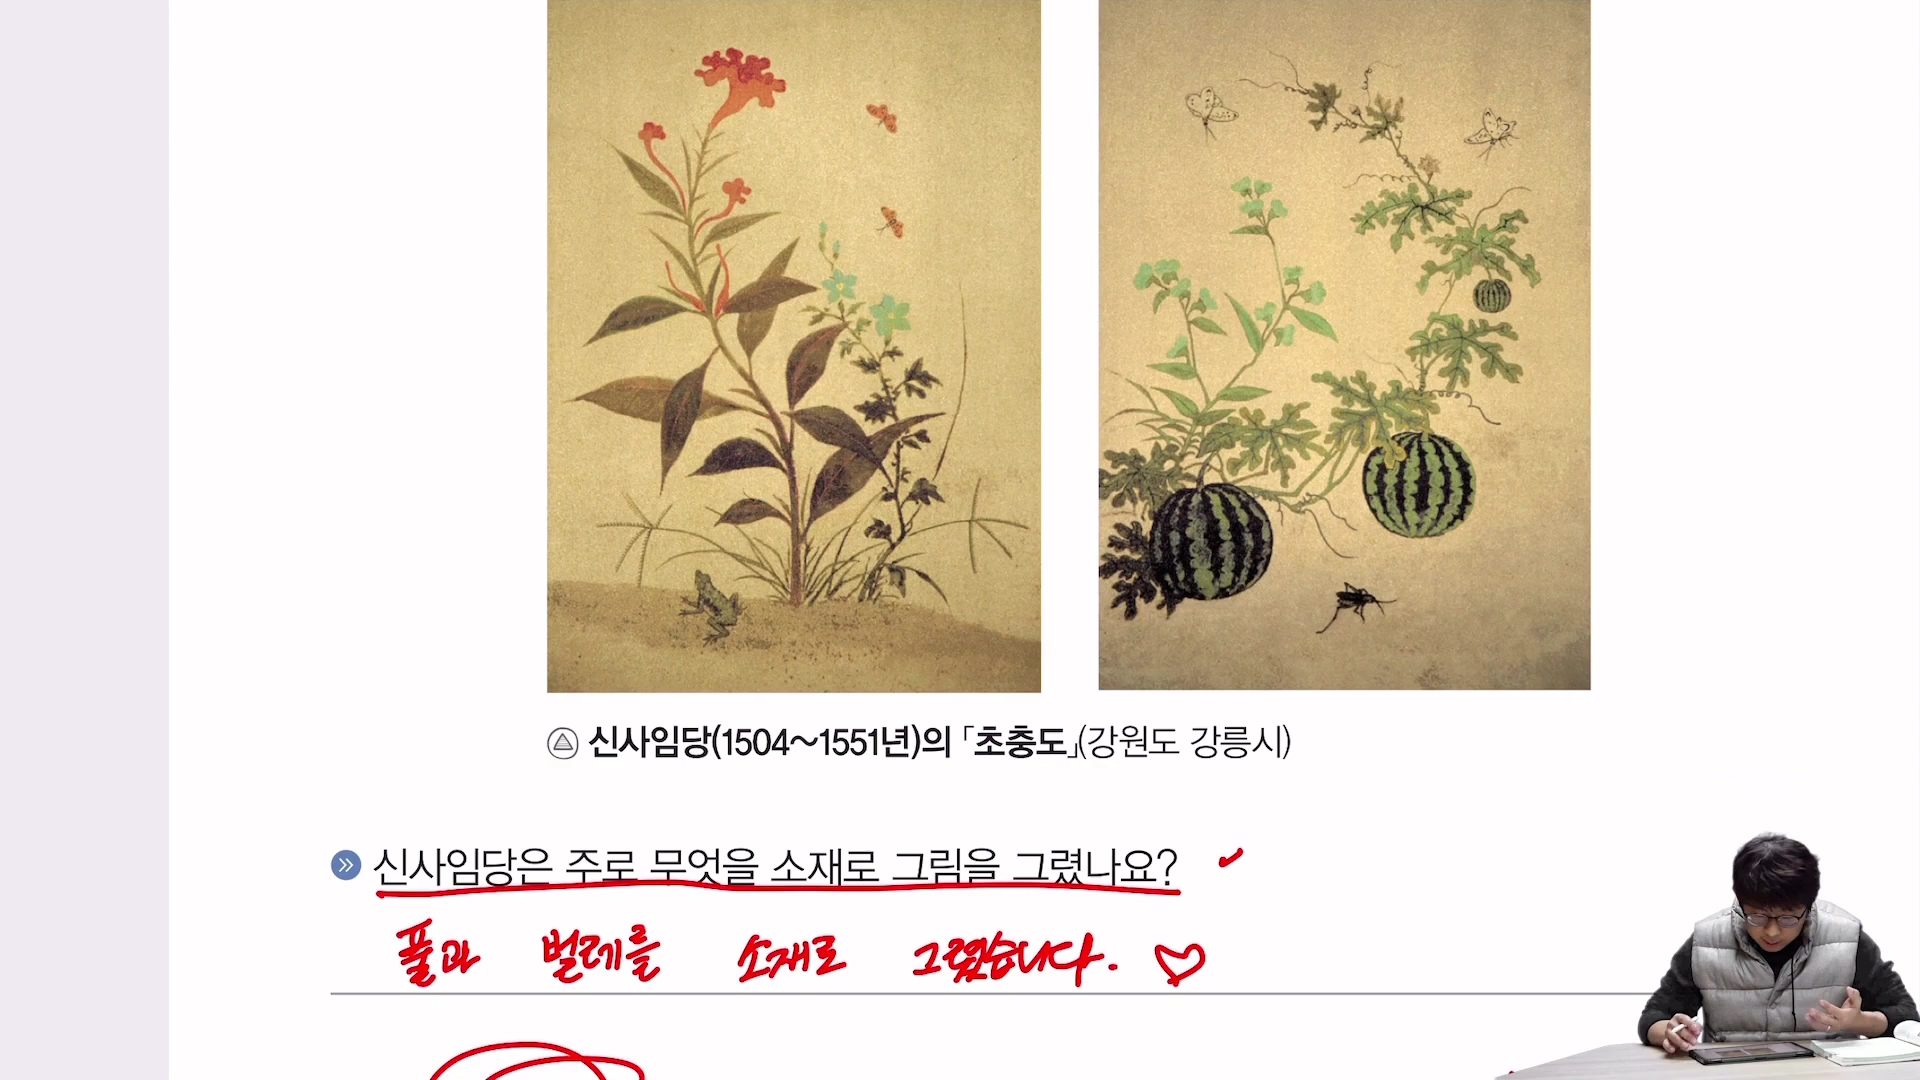 신사임당(1504~1551년)의 「초충도」(강원도 강릉시)
신사임당은 주로 무엇을 소재로 그림을 그렸나요?
풀과 벌레를 소재로 그렸습니다. ♡